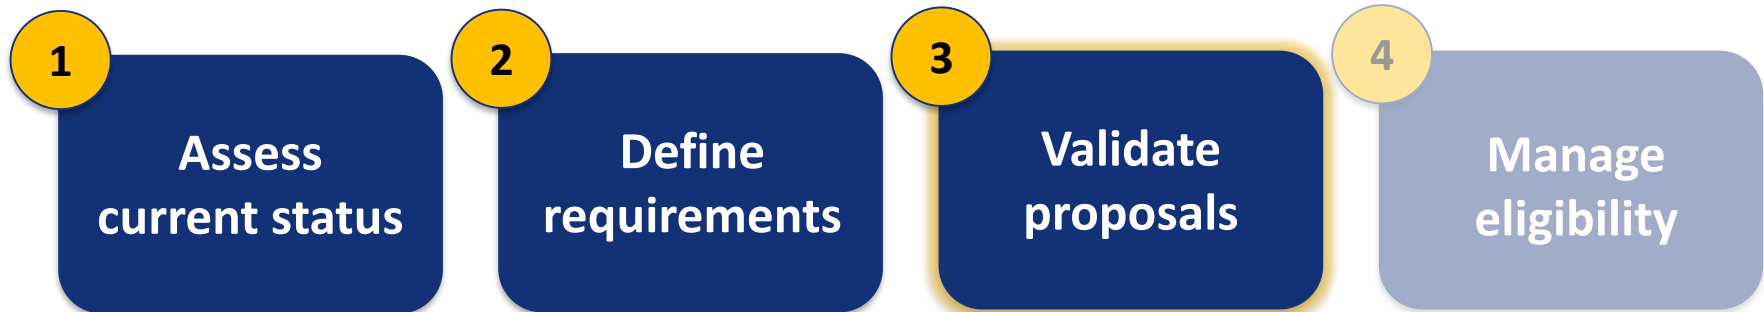 1
Assess
current status
2
Define
requirements
3
Validate
proposals
4
Manage
eligibility